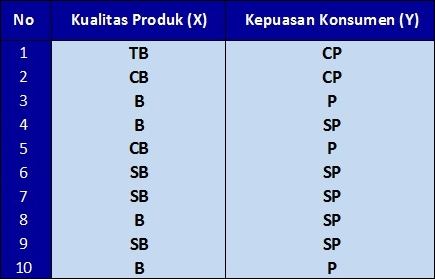 No Kualitas Produk (X) Kepuasan Konsumen (Y)
1 TB CP
2 CB CP
3 B P
4 B SP
5 CB P
6 SB SP
7 SB SP
8 B SP
9 SB SP
10 B P